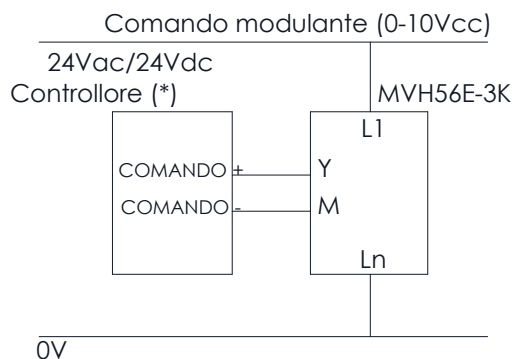 Comando modulante (0-10Vcc)
24Vac/24Vdc
Controllore (*)
MVH56E-3K
L1
COMANDO + Y
COMANDO - M
Ln
0V